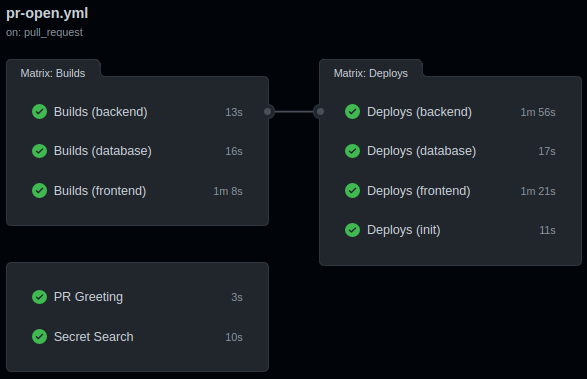 pr-open.yml
on: pull_request
Matrix: Builds
Builds (backend) 13s
Builds (database) 16s
Builds (frontend) 1m 8s
Matrix: Deploys
Deploys (backend) 1m 56s
Deploys (database) 17s
Deploys (frontend) 1m 21s
Deploys (init) 11s
PR Greeting 3s
Secret Search 10s